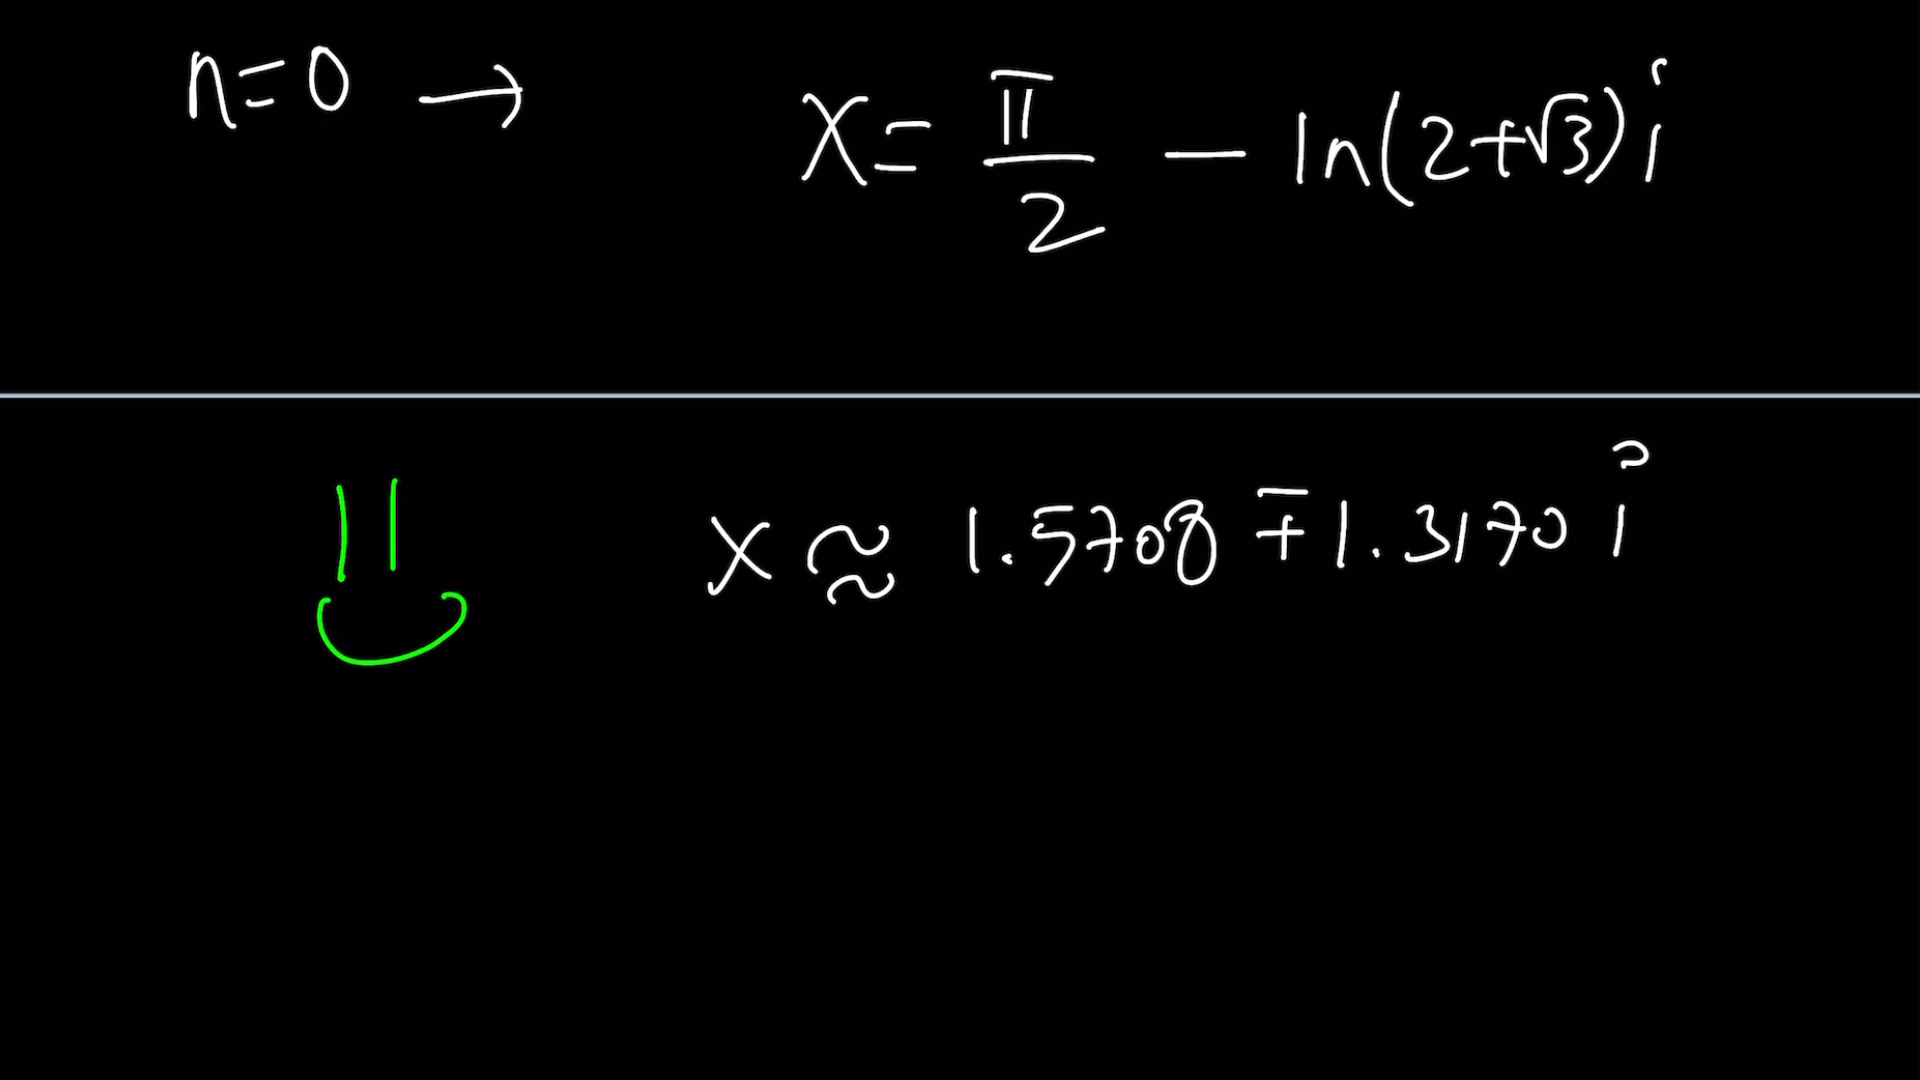 n=0 → x = π/2 - ln(2+√3) i
x ≈ 1.5708 ∓ 1.3170 i